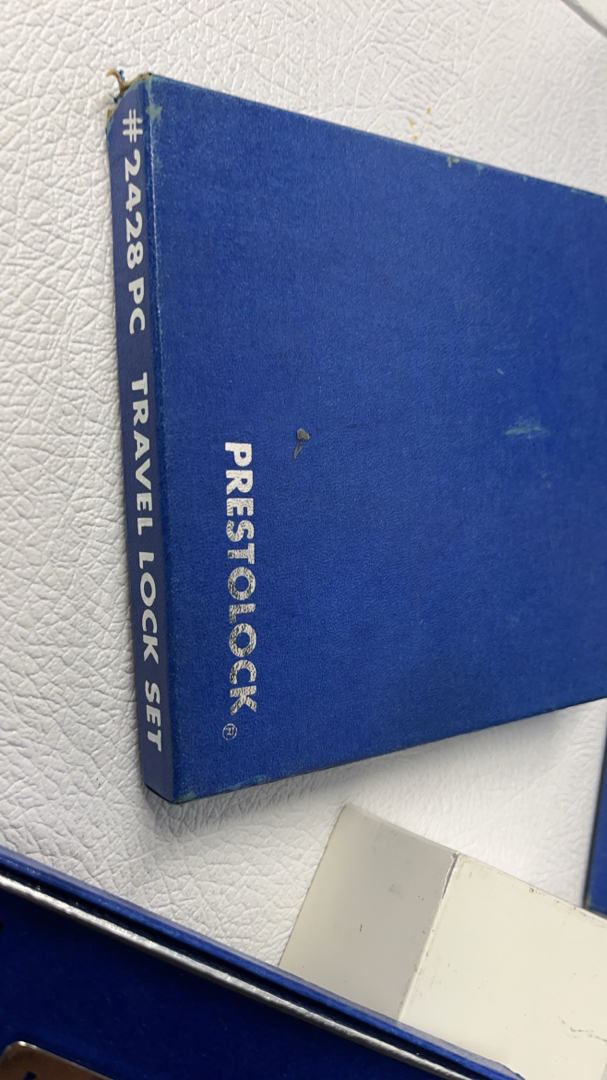 #2428 PC TRAVEL LOCK SET
PRESTOLOCK ®